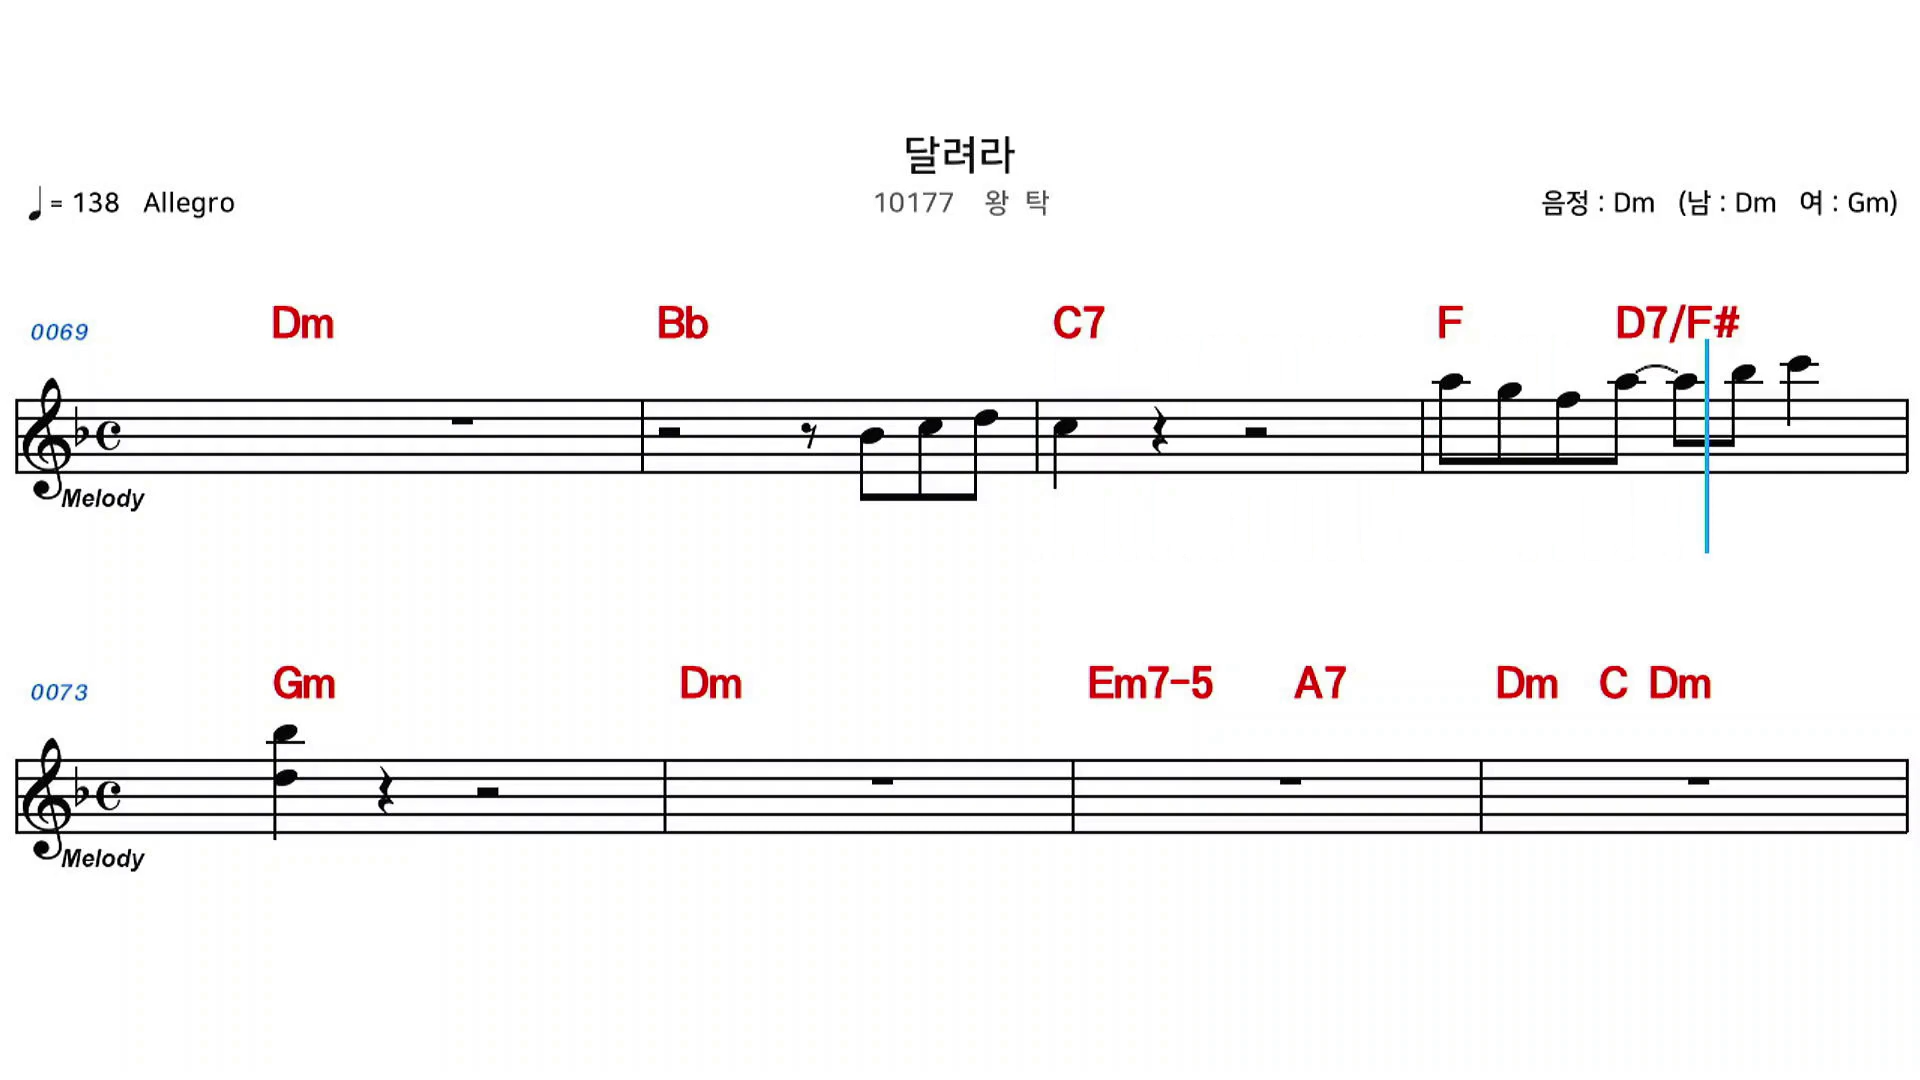 달려라
= 138 Allegro 10177 왕 탁 음정 : Dm (남 : Dm 여 : Gm)
0069 Dm Bb C7 F D7/F#
Melody
0073 Gm Dm Em7-5 A7 Dm C Dm
Melody